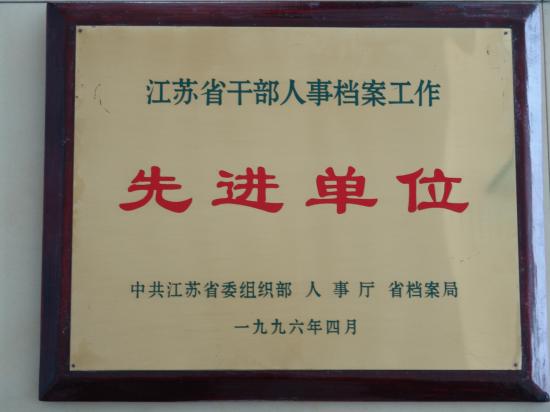 江苏省干部人事档案工作
先进单位
中共江苏省委组织部 人事厅 省档案局
一九九六年四月